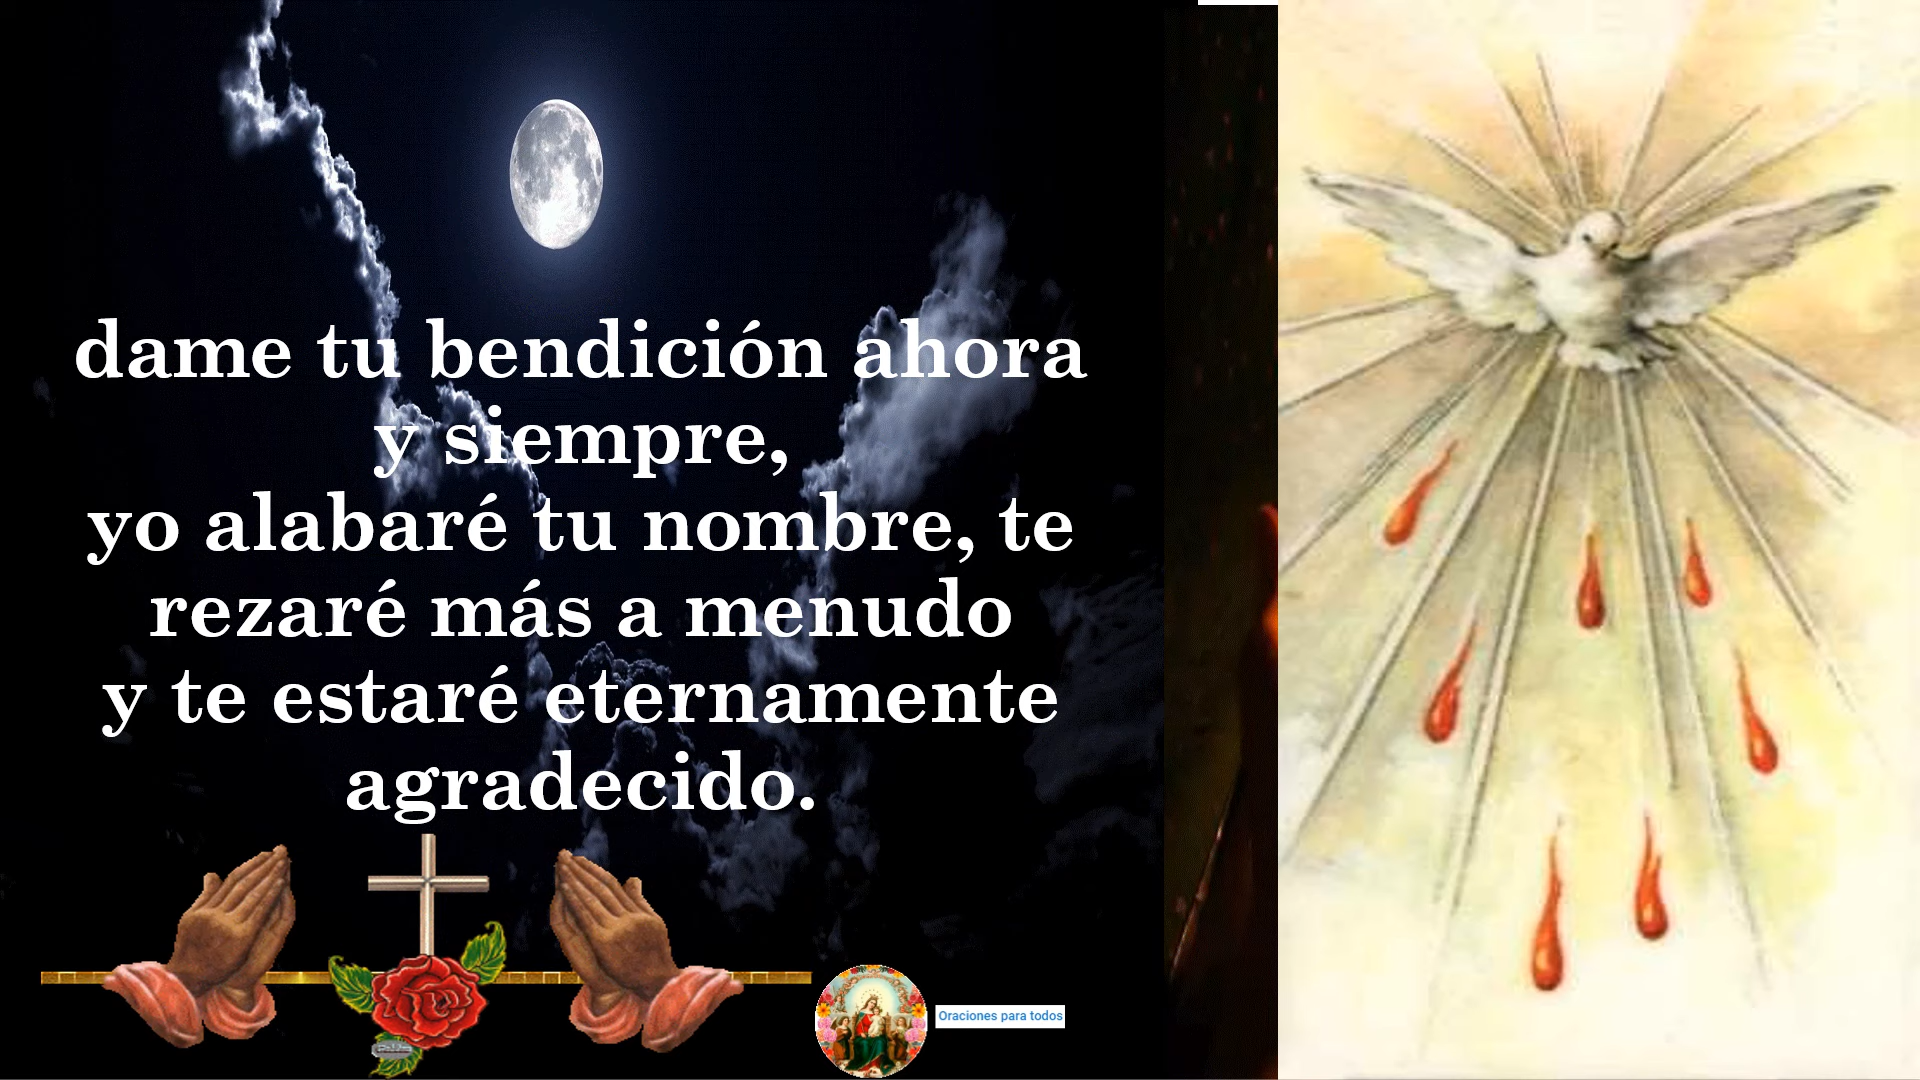 dame tu bendición ahora
y siempre,
yo alabaré tu nombre, te
rezaré más a menudo
y te estaré eternamente
agradecido.
Oraciones para todos